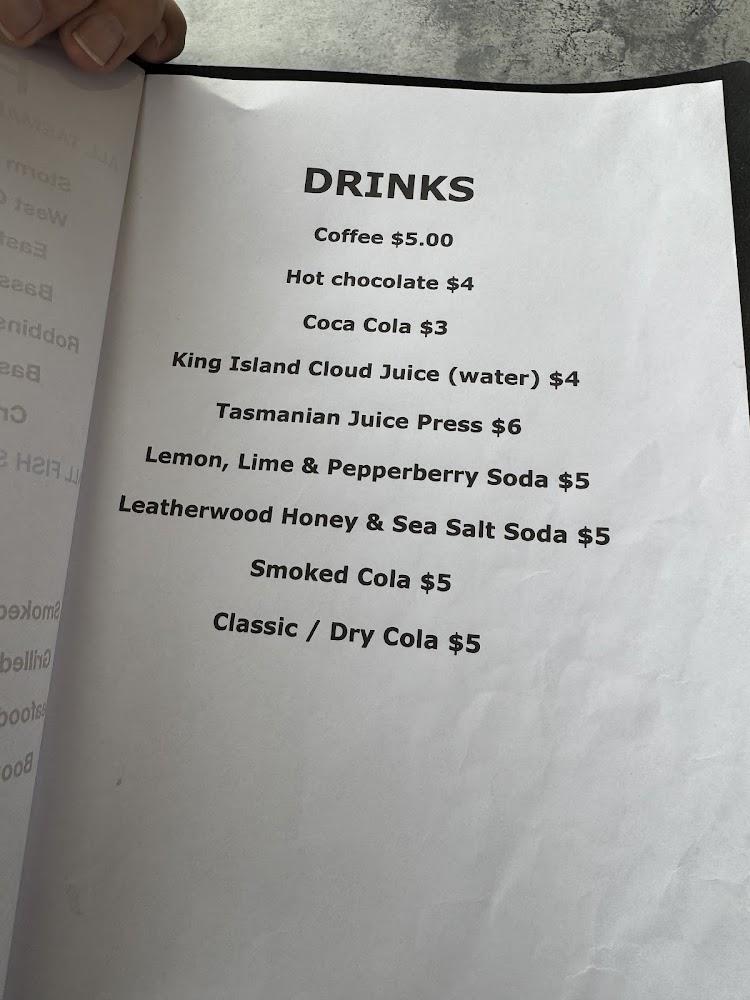 DRINKS
Coffee $5.00
Hot chocolate $4
Coca Cola $3
King Island Cloud Juice (water) $4
Tasmanian Juice Press $6
Lemon, Lime & Pepperberry Soda $5
Leatherwood Honey & Sea Salt Soda $5
Smoked Cola $5
Classic / Dry Cola $5